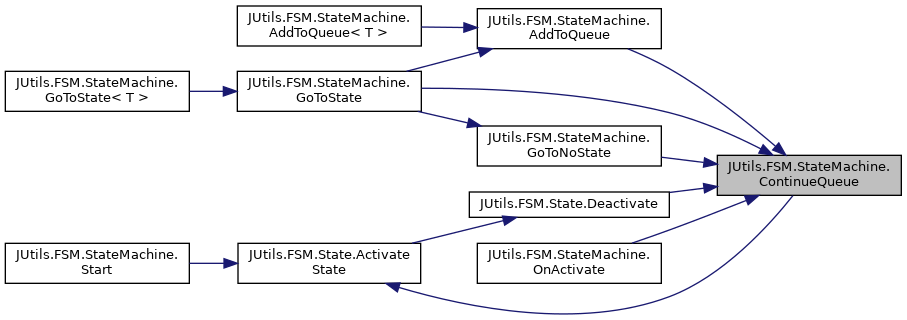 JUtils.FSM.StateMachine.
AddToQueue< T >
JUtils.FSM.StateMachine.
AddToQueue
JUtils.FSM.StateMachine.
GoToState< T >
JUtils.FSM.StateMachine.
GoToState
JUtils.FSM.StateMachine.
GoToNoState
JUtils.FSM.StateMachine.
ContinueQueue
JUtils.FSM.State.Deactivate
JUtils.FSM.StateMachine.
Start
JUtils.FSM.State.Activate
State
JUtils.FSM.StateMachine.
OnActivate